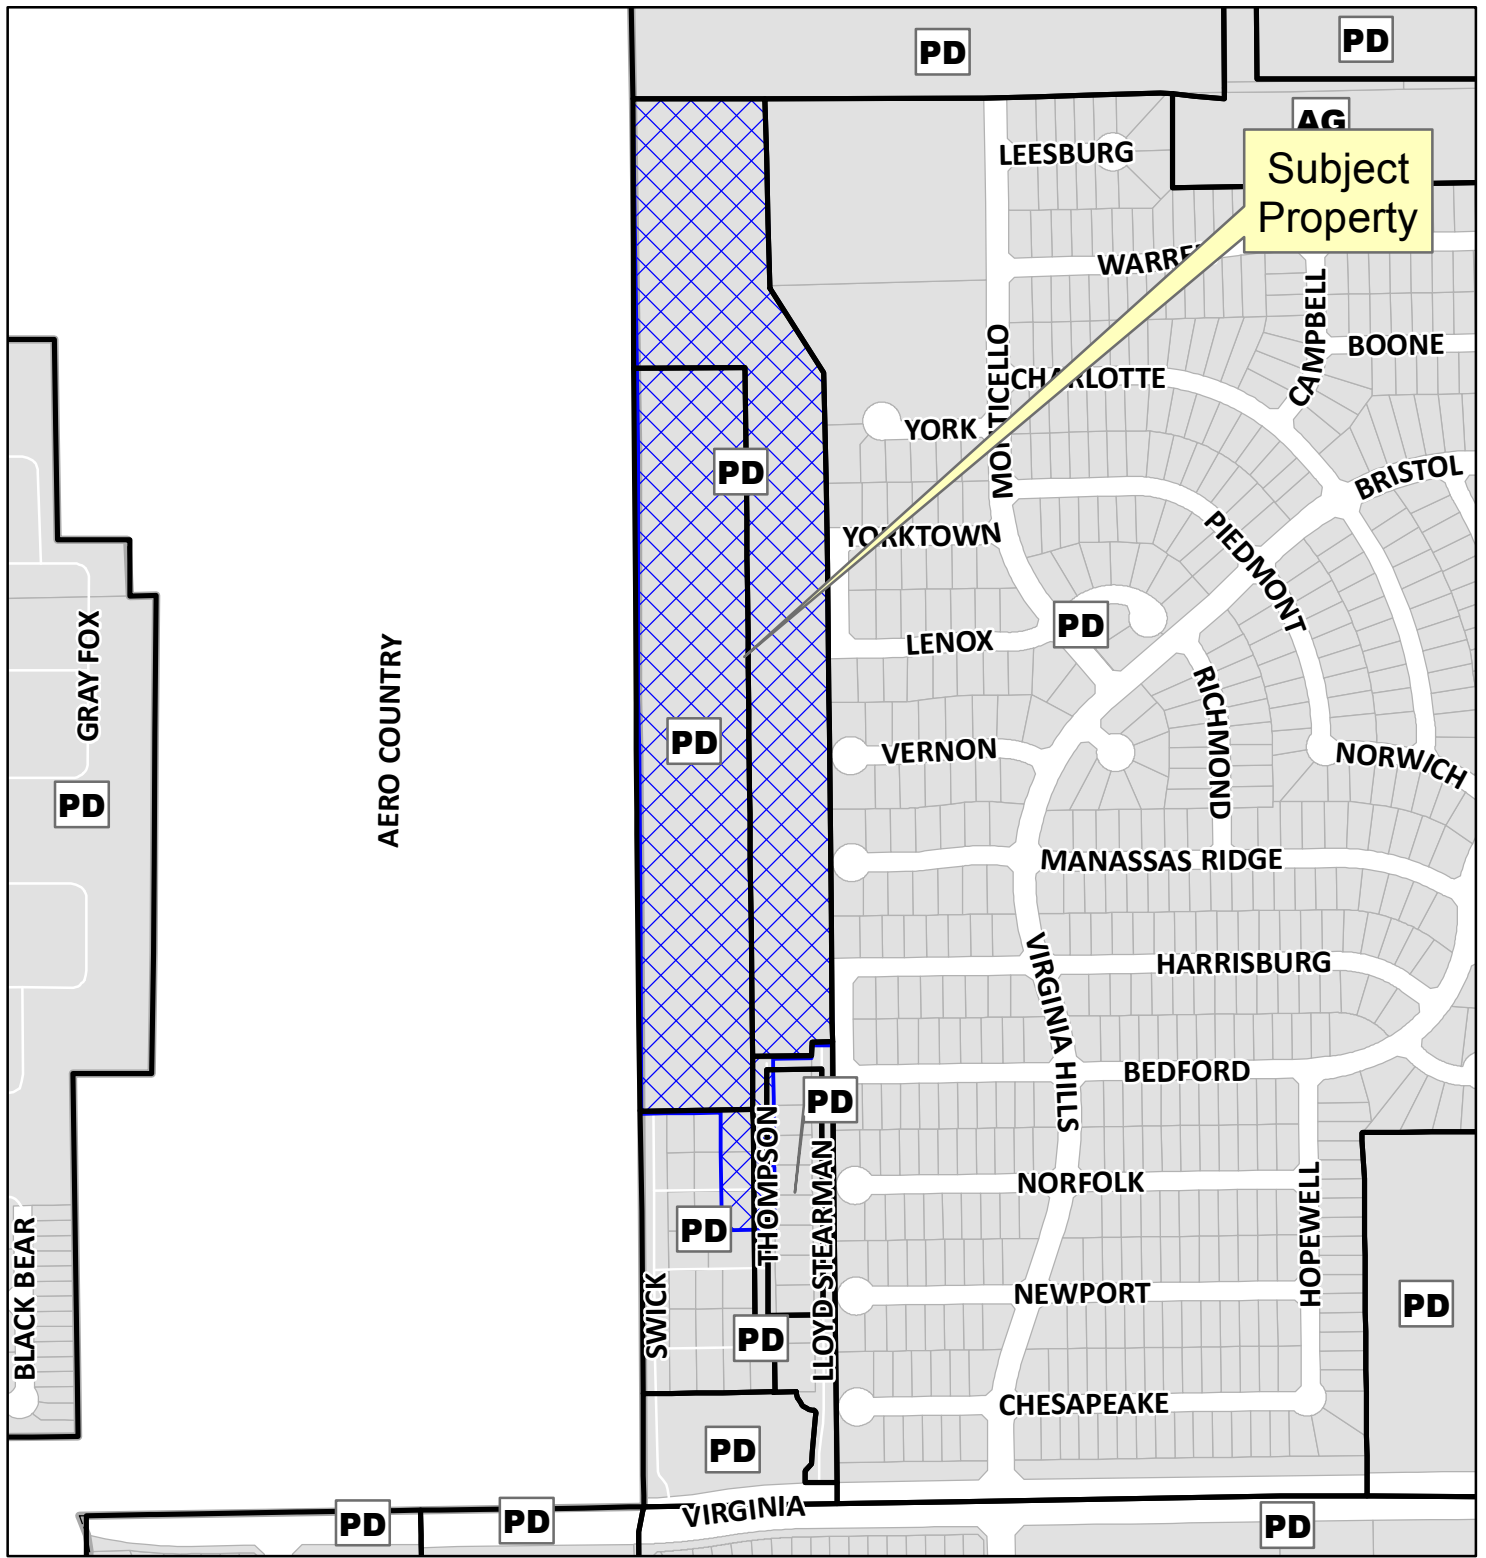 PD
PD
AG
Subject
Property
LEESBURG
CAMPBELL
BOONE
MONTICELLO
CHARLOTTE
YORK
PD
BRISTOL
YORKTOWN
PIEDMONT
GRAY FOX
AERO COUNTRY
PD
LENOX
RICHMOND
PD
VERNON
NORWICH
PD
MANASSAS RIDGE
VIRGINIA HILLS
HARRISBURG
BEDFORD
PD
THOMPSON
LLOYD STEARMAN
NORFOLK
HOPEWELL
PD
BLACK BEAR
SWICK
NEWPORT
PD
PD
CHESAPEAKE
PD
VIRGINIA
PD
PD
PD